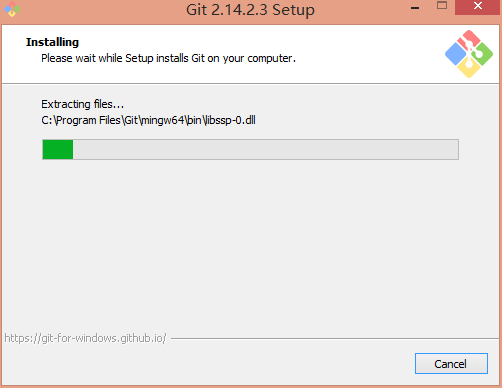 Git 2.14.2.3 Setup
Installing
Please wait while Setup installs Git on your computer.
Extracting files...
C:\Program Files\Git\mingw64\bin\libssp-0.dll
https://git-for-windows.github.io/
Cancel